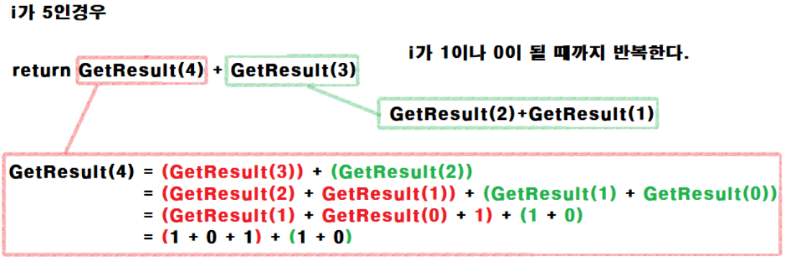 i가 5인경우
i가 1이나 0이 될 때까지 반복한다.
return GetResult(4) + GetResult(3)
GetResult(2)+GetResult(1)
GetResult(4) = (GetResult(3)) + (GetResult(2))
= (GetResult(2) + GetResult(1)) + (GetResult(1) + GetResult(0))
= (GetResult(1) + GetResult(0) + 1) + (1 + 0)
= (1 + 0 + 1) + (1 + 0)